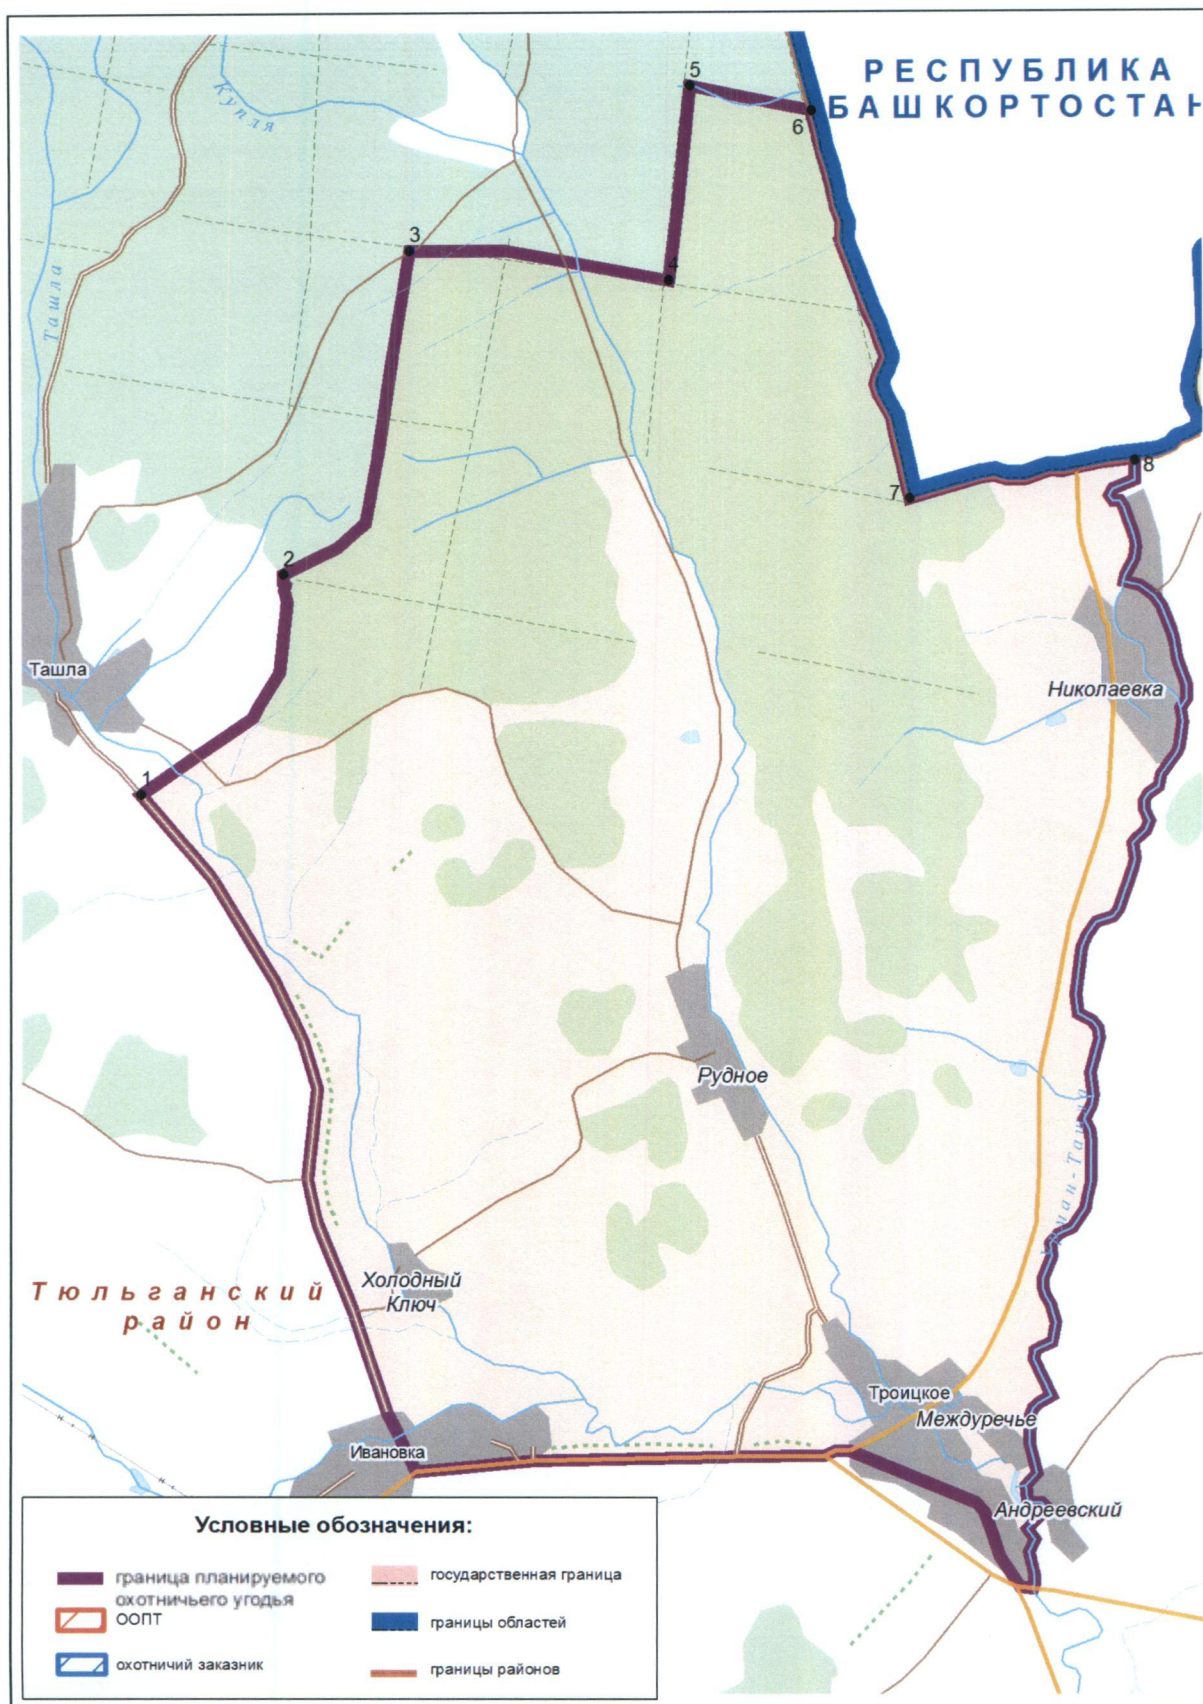 РЕСПУБЛИКА
БАШКОРТОСТАН
5
6
Купля
3
4
Ташла
7
8
2
Ташла
Николаевка
1
Рудное
Холодный
Ключ
Тюльганский
район
Троицкое
Междуречье
Ивановка
Андреевский
Условные обозначения:
граница планируемого
охотничьего угодья
ООПТ
охотничий заказник
государственная граница
границы областей
границы районов